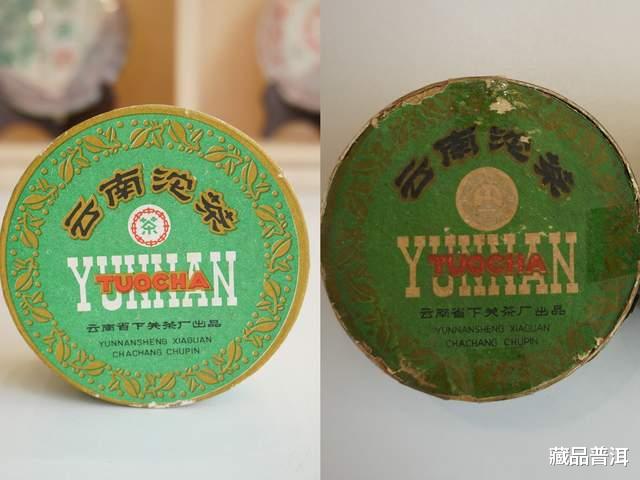 云南沱茶
茶
YUNNAN
TUOCHA
云南省下关茶厂出品
YUNNANSHENG XIAGUAN
CHACHANG CHUPIN
云南沱茶
YUNNAN
TUOCHA
云南省下关茶厂出品
YUNNANSHENG XIAGUAN
CHACHANG CHUPIN
藏品普洱